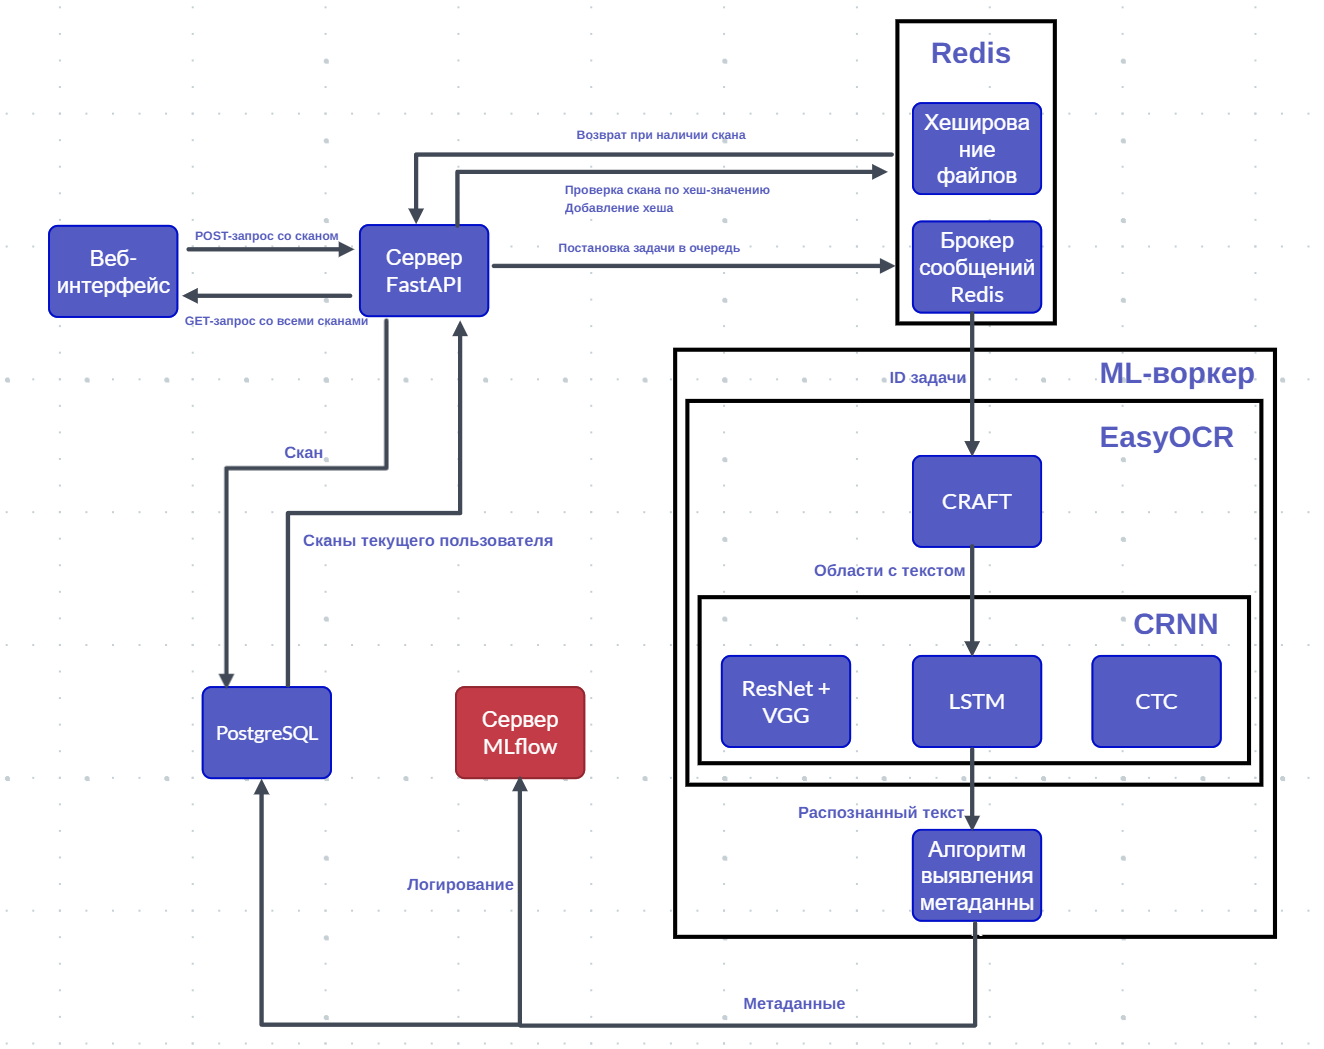 Redis
Хеширова
ние
файлов
Возврат при наличии скана
Проверка скана по хеш-значению
Добавление хеша
POST-запрос со сканом
Веб-
интерфейс
Сервер
FastAPI
Постановка задачи в очередь
Брокер
сообщений
Redis
GET-запрос со всеми сканами
ID задачи
ML-воркер
EasyOCR
Скан
CRAFT
Сканы текущего пользователя
Области с текстом
CRNN
ResNet +
VGG
LSTM
CTC
PostgreSQL
Сервер
MLflow
Распознанный текст
Алгоритм
выявления
метаданны
Логирование
Метаданные